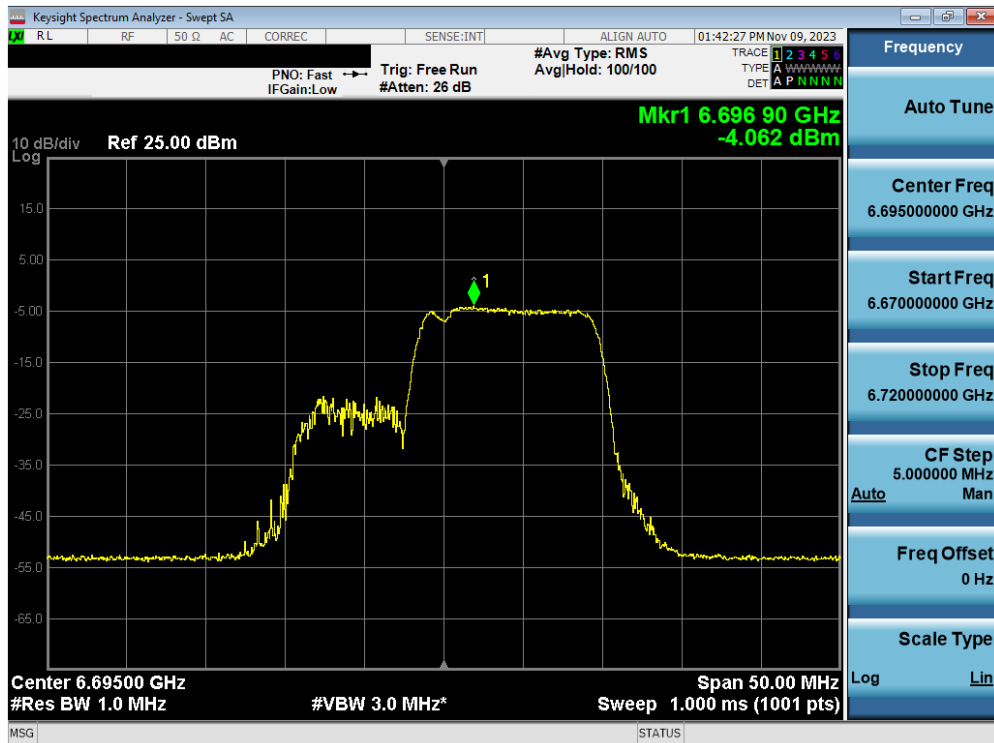 Keysight Spectrum Analyzer - Swept SA
LXI RL RF 50 Ω AC CORREC SENSE:INT ALIGN AUTO 01:42:27 PM Nov 09, 2023
PNO: Fast Trig: Free Run #Avg Type: RMS TRACE 1 2 3 4 5 6
IFGain:Low #Atten: 26 dB Avg|Hold: 100/100 TYPE A WWWWW
DET A P N N N N
Mkr1 6.696 90 GHz
-4.062 dBm
10 dB/div Ref 25.00 dBm
Log
15.0
5.00
1
-5.00
-15.0
-25.0
-35.0
-45.0
-55.0
-65.0
Center 6.69500 GHz Span 50.00 MHz
#Res BW 1.0 MHz #VBW 3.0 MHz* Sweep 1.000 ms (1001 pts)
MSG STATUS
Frequency
Auto Tune
Center Freq
6.695000000 GHz
Start Freq
6.670000000 GHz
Stop Freq
6.720000000 GHz
CF Step
5.000000 MHz
Auto Man
Freq Offset
0 Hz
Scale Type
Log Lin